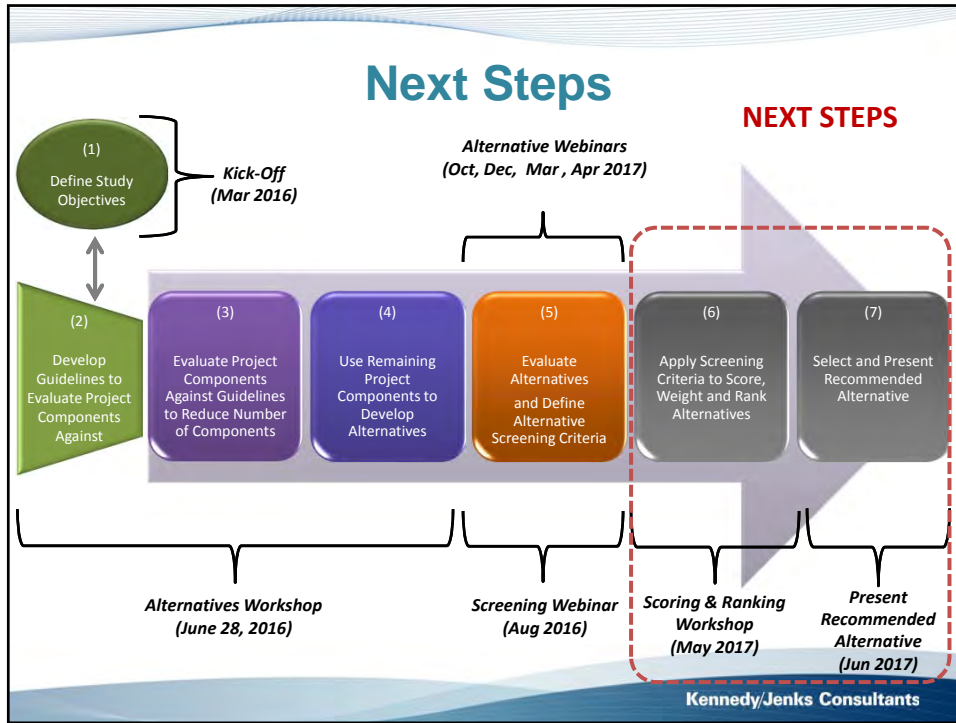 Next Steps
NEXT STEPS
(1)
Define Study
Objectives
Kick-Off
(Mar 2016)
Alternative Webinars
(Oct, Dec, Mar , Apr 2017)
(2)
Develop
Guidelines to
Evaluate Project
Components
Against
(3)
Evaluate Project
Components
Against Guidelines
to Reduce Number
of Components
(4)
Use Remaining
Project
Components to
Develop
Alternatives
(5)
Evaluate
Alternatives
and Define
Alternative
Screening Criteria
(6)
Apply Screening
Criteria to Score,
Weight and Rank
Alternatives
(7)
Select and Present
Recommended
Alternative
Alternatives Workshop
(June 28, 2016)
Screening Webinar
(Aug 2016)
Scoring & Ranking
Workshop
(May 2017)
Present
Recommended
Alternative
(Jun 2017)
Kennedy/Jenks Consultants